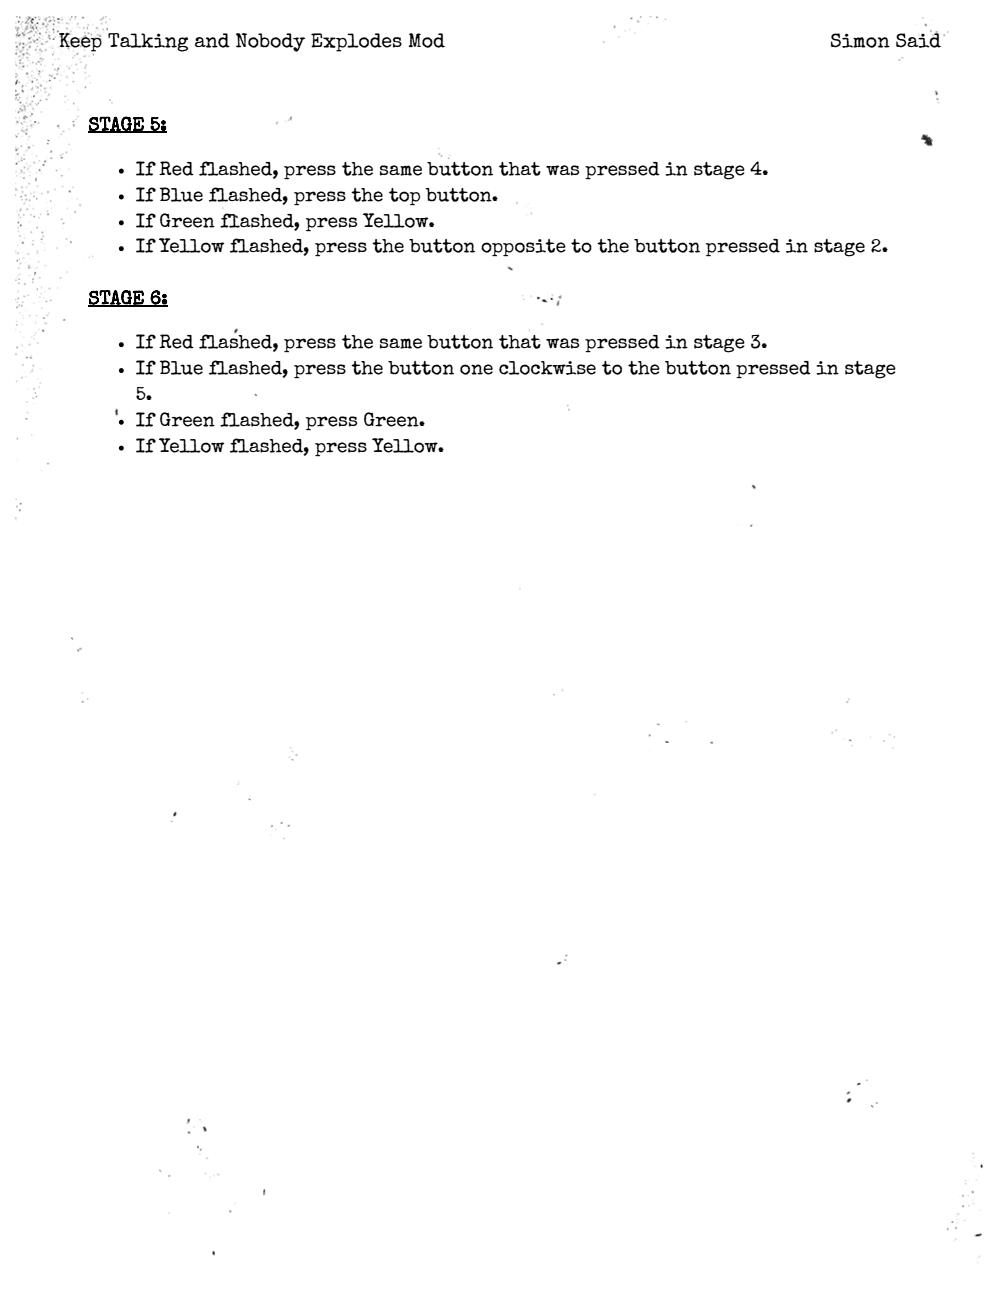 Keep Talking and Nobody Explodes Mod Simon Said
STAGE 5:
• If Red flashed, press the same button that was pressed in stage 4.
• If Blue flashed, press the top button.
• If Green flashed, press Yellow.
• If Yellow flashed, press the button opposite to the button pressed in stage 2.
STAGE 6:
• If Red flashed, press the same button that was pressed in stage 3.
• If Blue flashed, press the button one clockwise to the button pressed in stage
5.
• If Green flashed, press Green.
• If Yellow flashed, press Yellow.